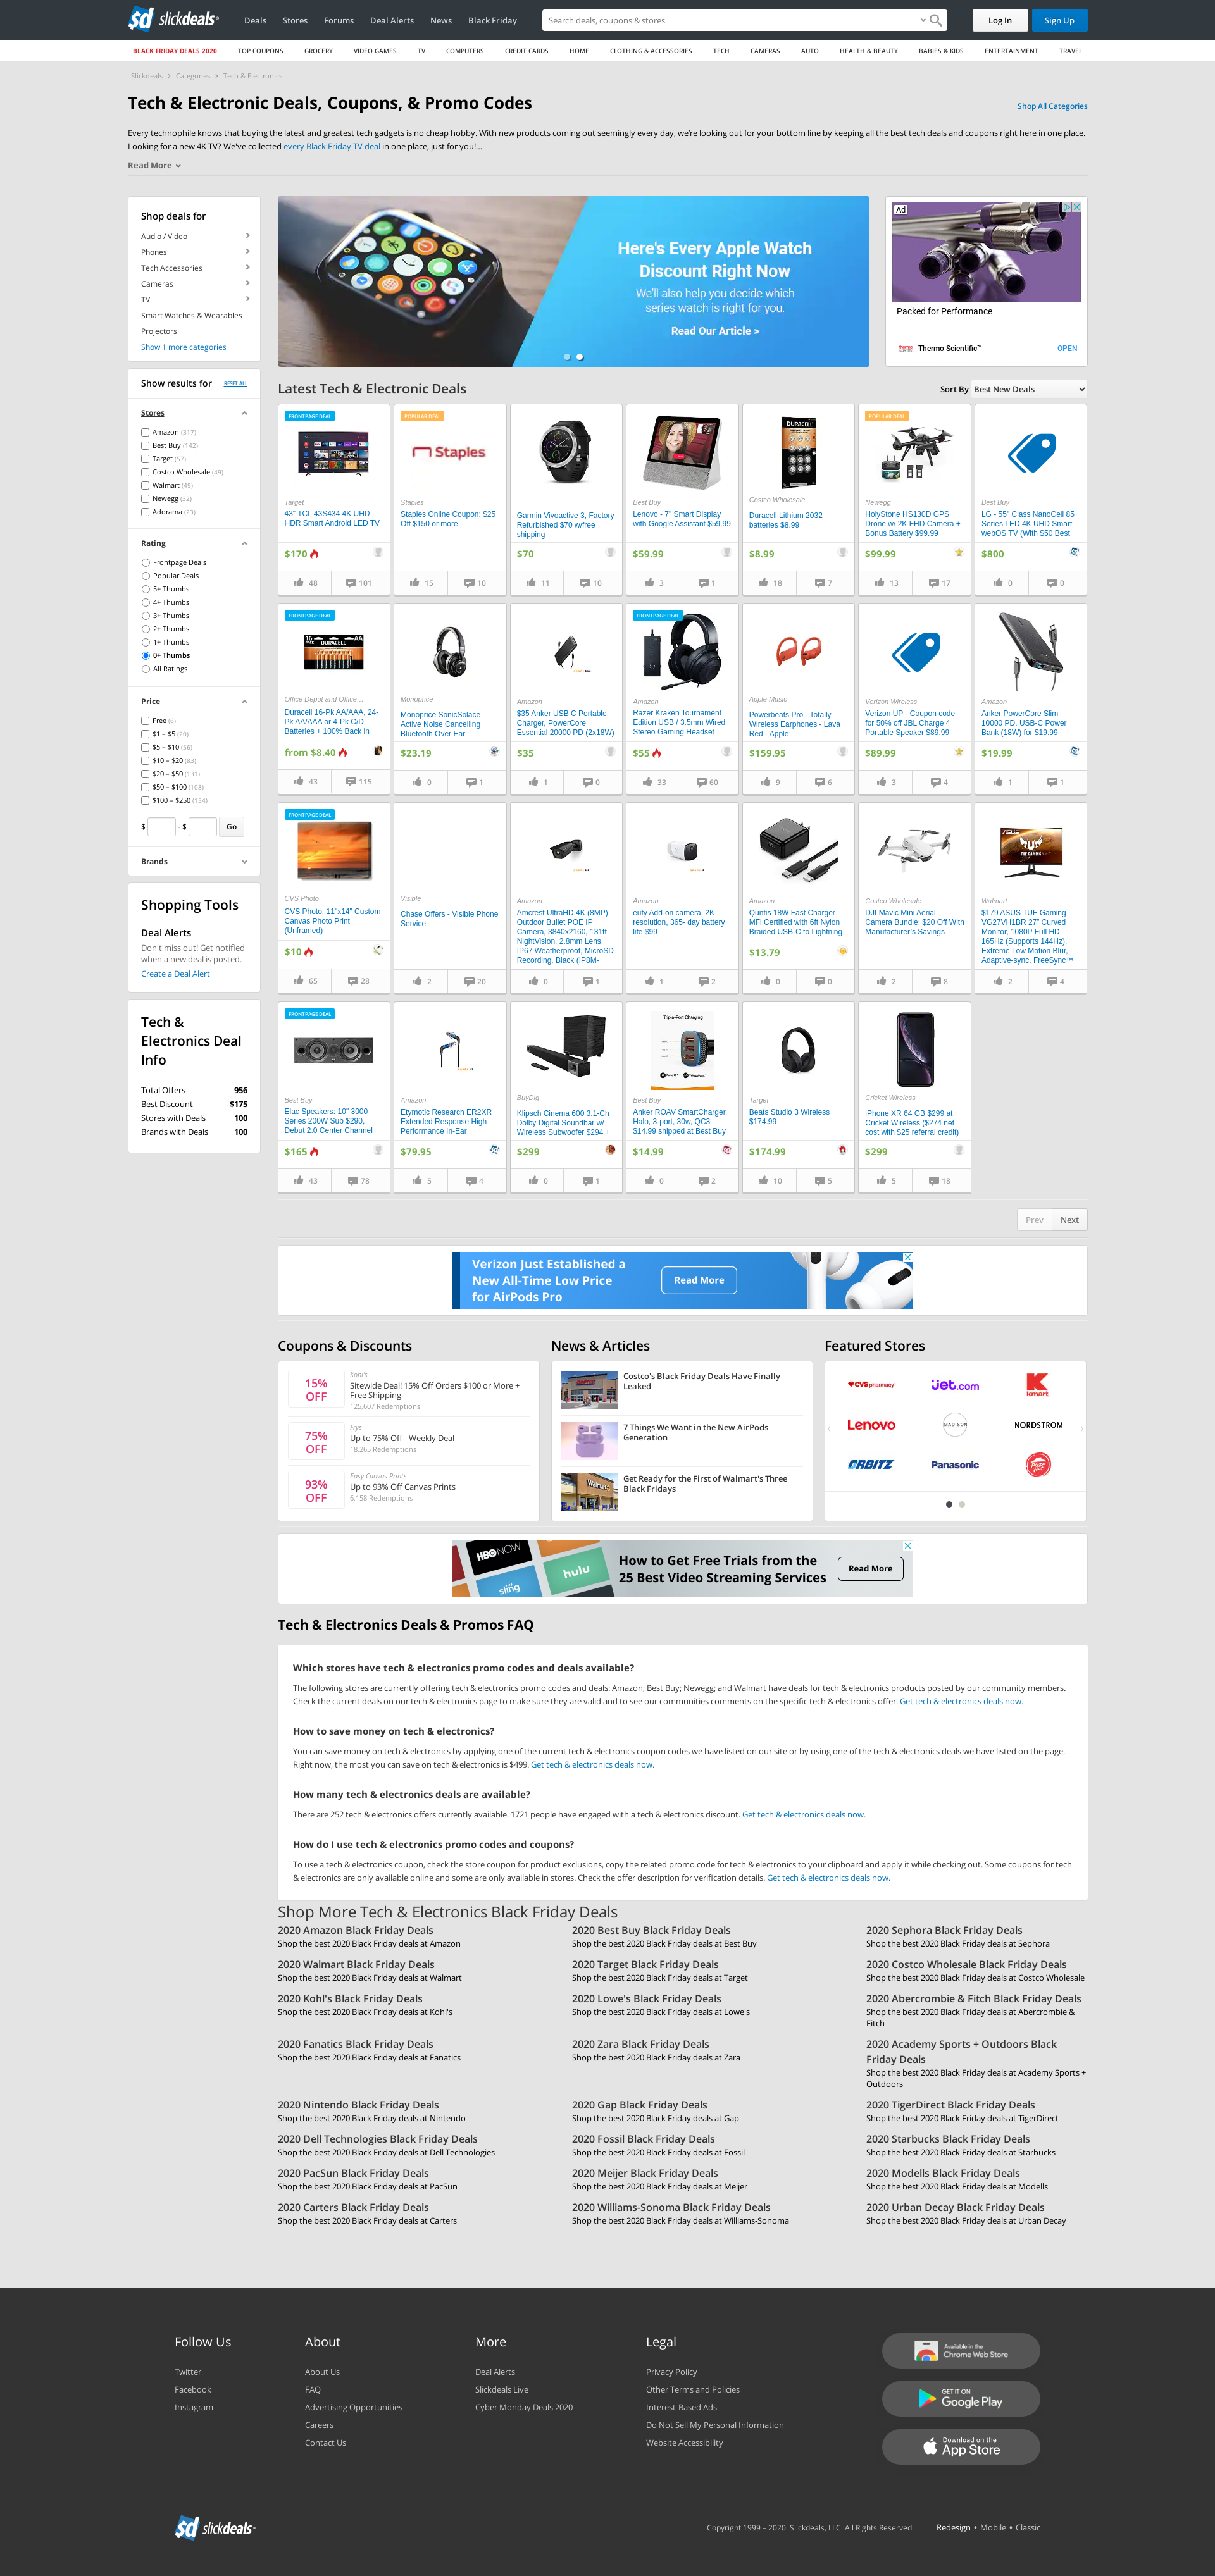 slickdeals
Deals Stores Forums Deal Alerts News Black Friday
Search deals, coupons & stores
Log In Sign Up
BLACK FRIDAY DEALS 2020 TOP COUPONS GROCERY VIDEO GAMES TV COMPUTERS CREDIT CARDS HOME CLOTHING & ACCESSORIES TECH CAMERAS AUTO HEALTH & BEAUTY BABIES & KIDS ENTERTAINMENT TRAVEL
Slickdeals > Categories > Tech & Electronics
Tech & Electronic Deals, Coupons, & Promo Codes
Shop All Categories
Every technophile knows that buying the latest and greatest tech gadgets is no cheap hobby. With new products coming out seemingly every day, we're looking out for your bottom line by keeping all the best tech deals and coupons right here in one place.
Looking for a new 4K TV? We've collected every Black Friday TV deal in one place, just for you!...
Read More
Shop deals for
Audio / Video
Phones
Tech Accessories
Cameras
TV
Smart Watches & Wearables
Projectors
Show 1 more categories
Show results for RESET ALL
Stores
Amazon (317)
Best Buy (142)
Target (57)
Costco Wholesale (49)
Walmart (49)
Newegg (32)
Adorama (23)
Rating
Frontpage Deals
Popular Deals
5+ Thumbs
4+ Thumbs
3+ Thumbs
2+ Thumbs
1+ Thumbs
0+ Thumbs
All Ratings
Price
Free (6)
$1 – $5 (20)
$5 – $10 (56)
$10 – $20 (83)
$20 – $50 (131)
$50 – $100 (108)
$100 – $250 (154)
$ - $ Go
Brands
Shopping Tools
Deal Alerts
Don't miss out! Get notified
when a new deal is posted.
Create a Deal Alert
Tech &
Electronics Deal
Info
Total Offers 956
Best Discount $175
Stores with Deals 100
Brands with Deals 100
Here's Every Apple Watch
Discount Right Now
We'll also help you decide which
series watch is right for you.
Read Our Article >
Ad
Packed for Performance
Thermo Scientific™ OPEN
Latest Tech & Electronic Deals
Sort By Best New Deals
FRONTPAGE DEAL
Target
43" TCL 43S434 4K UHD
HDR Smart Android LED TV
$170
48 101
POPULAR DEAL
Staples
Staples
Staples Online Coupon: $25
Off $150 or more
15 10
Garmin Vivoactive 3, Factory
Refurbished $70 w/free
shipping
$70
11 10
Best Buy
Lenovo - 7" Smart Display
with Google Assistant $59.99
$59.99
3 1
DURACELL
Costco Wholesale
Duracell Lithium 2032
batteries $8.99
$8.99
18 7
POPULAR DEAL
Newegg
HolyStone HS130D GPS
Drone w/ 2K FHD Camera +
Bonus Battery $99.99
$99.99
13 17
Best Buy
LG - 55" Class NanoCell 85
Series LED 4K UHD Smart
webOS TV (With $50 Best
$800
0 0
FRONTPAGE DEAL
16 DURACELL AA
Office Depot and Office...
Duracell 16-Pk AA/AAA, 24-
Pk AA/AAA or 4-Pk C/D
Batteries + 100% Back in
from $8.40
43 115
Monoprice
Monoprice SonicSolace
Active Noise Cancelling
Bluetooth Over Ear
$23.19
0 1
Amazon
$35 Anker USB C Portable
Charger, PowerCore
Essential 20000 PD (2x18W)
$35
1 0
FRONTPAGE DEAL
Amazon
Razer Kraken Tournament
Edition USB / 3.5mm Wired
Stereo Gaming Headset
$55
33 60
Apple Music
Powerbeats Pro - Totally
Wireless Earphones - Lava
Red - Apple
$159.95
9 6
Verizon Wireless
Verizon UP - Coupon code
for 50% off JBL Charge 4
Portable Speaker $89.99
$89.99
3 4
Amazon
Anker PowerCore Slim
10000 PD, USB-C Power
Bank (18W) for $19.99
$19.99
1 1
FRONTPAGE DEAL
CVS Photo
CVS Photo: 11"x14" Custom
Canvas Photo Print
(Unframed)
$10
65 28
Visible
Chase Offers - Visible Phone
Service
2 20
Amazon
Amcrest UltraHD 4K (8MP)
Outdoor Bullet POE IP
Camera, 3840x2160, 131ft
NightVision, 2.8mm Lens,
IP67 Weatherproof, MicroSD
Recording, Black (IP8M-
0 1
Amazon
eufy Add-on camera, 2K
resolution, 365- day battery
life $99
1 2
Amazon
Quntis 18W Fast Charger
MFi Certified with 6ft Nylon
Braided USB-C to Lightning
$13.79
0 0
Costco Wholesale
DJI Mavic Mini Aerial
Camera Bundle: $20 Off With
Manufacturer's Savings
2 8
ASUS
TUF GAMING
Walmart
$179 ASUS TUF Gaming
VG27VH1BR 27" Curved
Monitor, 1080P Full HD,
165Hz (Supports 144Hz),
Extreme Low Motion Blur,
Adaptive-sync, FreeSync™
2 4
FRONTPAGE DEAL
Best Buy
Elac Speakers: 10" 3000
Series 200W Sub $290,
Debut 2.0 Center Channel
$165
43 78
Amazon
Etymotic Research ER2XR
Extended Response High
Performance In-Ear
$79.95
5 4
BuyDig
Klipsch Cinema 600 3.1-Ch
Dolby Digital Soundbar w/
Wireless Subwoofer $294 +
$299
0 1
Triple-Port Charging
Best Buy
Anker ROAV SmartCharger
Halo, 3-port, 30w, QC3
$14.99 shipped at Best Buy
$14.99
0 2
Target
Beats Studio 3 Wireless
$174.99
$174.99
10 5
Cricket Wireless
iPhone XR 64 GB $299 at
Cricket Wireless ($274 net
cost with $25 referral credit)
$299
5 18
Prev Next
Verizon Just Established a
New All-Time Low Price
for AirPods Pro
Read More
Coupons & Discounts
15%
OFF
Kohl's
Sitewide Deal! 15% Off Orders $100 or More +
Free Shipping
125,607 Redemptions
75%
OFF
Frys
Up to 75% Off - Weekly Deal
18,265 Redemptions
93%
OFF
Easy Canvas Prints
Up to 93% Off Canvas Prints
6,158 Redemptions
News & Articles
Costco's Black Friday Deals Have Finally
Leaked
7 Things We Want in the New AirPods
Generation
Walmart
Get Ready for the First of Walmart's Three
Black Fridays
Featured Stores
CVS pharmacy jet.com Kmart
Lenovo MADISON NORDSTROM
ORBITZ Panasonic Pizza Hut
HBO NOW
sling
hulu
How to Get Free Trials from the
25 Best Video Streaming Services
Read More
Tech & Electronics Deals & Promos FAQ
Which stores have tech & electronics promo codes and deals available?
The following stores are currently offering tech & electronics promo codes and deals: Amazon; Best Buy; Newegg; and Walmart have deals for tech & electronics products posted by our community members.
Check the current deals on our tech & electronics page to make sure they are valid and to see our communities comments on the specific tech & electronics offer. Get tech & electronics deals now.
How to save money on tech & electronics?
You can save money on tech & electronics by applying one of the current tech & electronics coupon codes we have listed on our site or by using one of the tech & electronics deals we have listed on the page.
Right now, the most you can save on tech & electronics is $499. Get tech & electronics deals now.
How many tech & electronics deals are available?
There are 252 tech & electronics offers currently available. 1721 people have engaged with a tech & electronics discount. Get tech & electronics deals now.
How do I use tech & electronics promo codes and coupons?
To use a tech & electronics coupon, check the store coupon for product exclusions, copy the related promo code for tech & electronics to your clipboard and apply it while checking out. Some coupons for tech
& electronics are only available online and some are only available in stores. Check the offer description for verification details. Get tech & electronics deals now.
Shop More Tech & Electronics Black Friday Deals
2020 Amazon Black Friday Deals
Shop the best 2020 Black Friday deals at Amazon
2020 Best Buy Black Friday Deals
Shop the best 2020 Black Friday deals at Best Buy
2020 Sephora Black Friday Deals
Shop the best 2020 Black Friday deals at Sephora
2020 Walmart Black Friday Deals
Shop the best 2020 Black Friday deals at Walmart
2020 Target Black Friday Deals
Shop the best 2020 Black Friday deals at Target
2020 Costco Wholesale Black Friday Deals
Shop the best 2020 Black Friday deals at Costco Wholesale
2020 Kohl's Black Friday Deals
Shop the best 2020 Black Friday deals at Kohl's
2020 Lowe's Black Friday Deals
Shop the best 2020 Black Friday deals at Lowe's
2020 Abercrombie & Fitch Black Friday Deals
Shop the best 2020 Black Friday deals at Abercrombie &
Fitch
2020 Fanatics Black Friday Deals
Shop the best 2020 Black Friday deals at Fanatics
2020 Zara Black Friday Deals
Shop the best 2020 Black Friday deals at Zara
2020 Academy Sports + Outdoors Black
Friday Deals
Shop the best 2020 Black Friday deals at Academy Sports +
Outdoors
2020 Nintendo Black Friday Deals
Shop the best 2020 Black Friday deals at Nintendo
2020 Gap Black Friday Deals
Shop the best 2020 Black Friday deals at Gap
2020 TigerDirect Black Friday Deals
Shop the best 2020 Black Friday deals at TigerDirect
2020 Dell Technologies Black Friday Deals
Shop the best 2020 Black Friday deals at Dell Technologies
2020 Fossil Black Friday Deals
Shop the best 2020 Black Friday deals at Fossil
2020 Starbucks Black Friday Deals
Shop the best 2020 Black Friday deals at Starbucks
2020 PacSun Black Friday Deals
Shop the best 2020 Black Friday deals at PacSun
2020 Meijer Black Friday Deals
Shop the best 2020 Black Friday deals at Meijer
2020 Modells Black Friday Deals
Shop the best 2020 Black Friday deals at Modells
2020 Carters Black Friday Deals
Shop the best 2020 Black Friday deals at Carters
2020 Williams-Sonoma Black Friday Deals
Shop the best 2020 Black Friday deals at Williams-Sonoma
2020 Urban Decay Black Friday Deals
Shop the best 2020 Black Friday deals at Urban Decay
Follow Us
Twitter
Facebook
Instagram
About
About Us
FAQ
Advertising Opportunities
Careers
Contact Us
More
Deal Alerts
Slickdeals Live
Cyber Monday Deals 2020
Legal
Privacy Policy
Other Terms and Policies
Interest-Based Ads
Do Not Sell My Personal Information
Website Accessibility
Available in the
Chrome Web Store
GET IT ON
Google Play
Download on the
App Store
slickdeals
Copyright 1999 – 2020. Slickdeals, LLC. All Rights Reserved. Redesign • Mobile • Classic